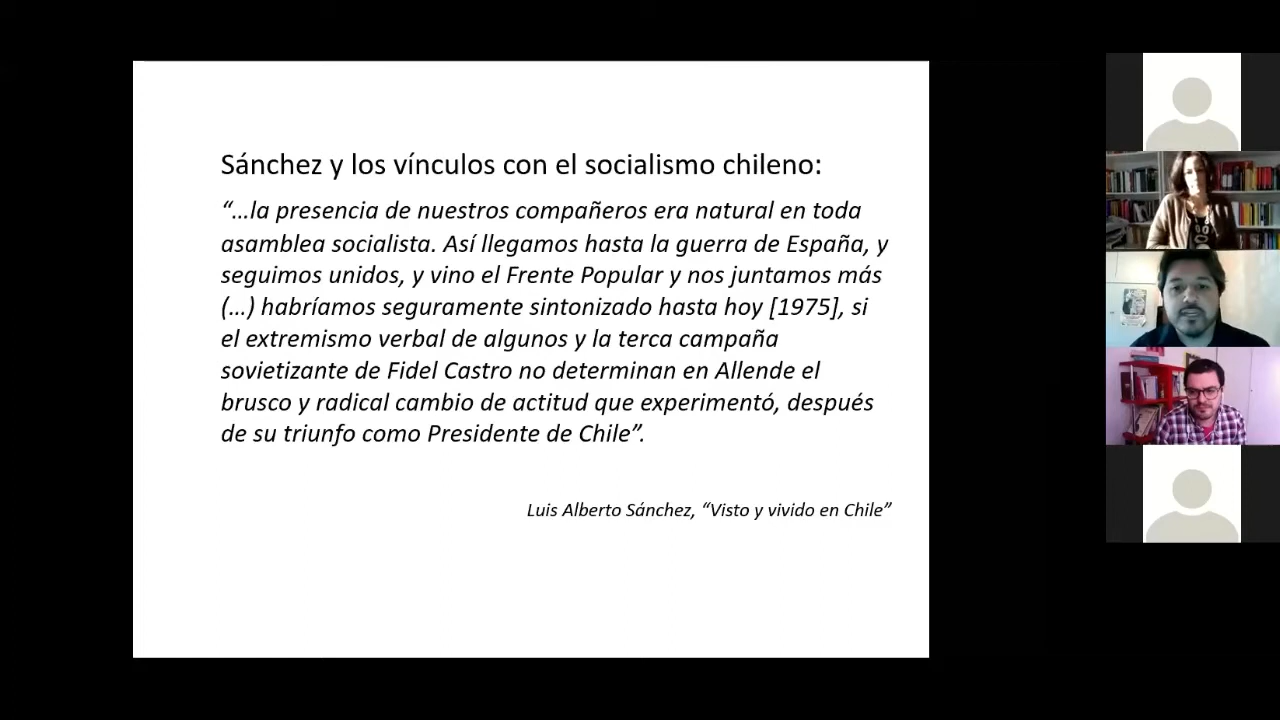 Sánchez y los vínculos con el socialismo chileno:
“…la presencia de nuestros compañeros era natural en toda
asamblea socialista. Así llegamos hasta la guerra de España, y
seguimos unidos, y vino el Frente Popular y nos juntamos más
(…) habríamos seguramente sintonizado hasta hoy [1975], si
el extremismo verbal de algunos y la terca campaña
sovietizante de Fidel Castro no determinan en Allende el
brusco y radical cambio de actitud que experimentó, después
de su triunfo como Presidente de Chile”.
Luis Alberto Sánchez, “Visto y vivido en Chile”